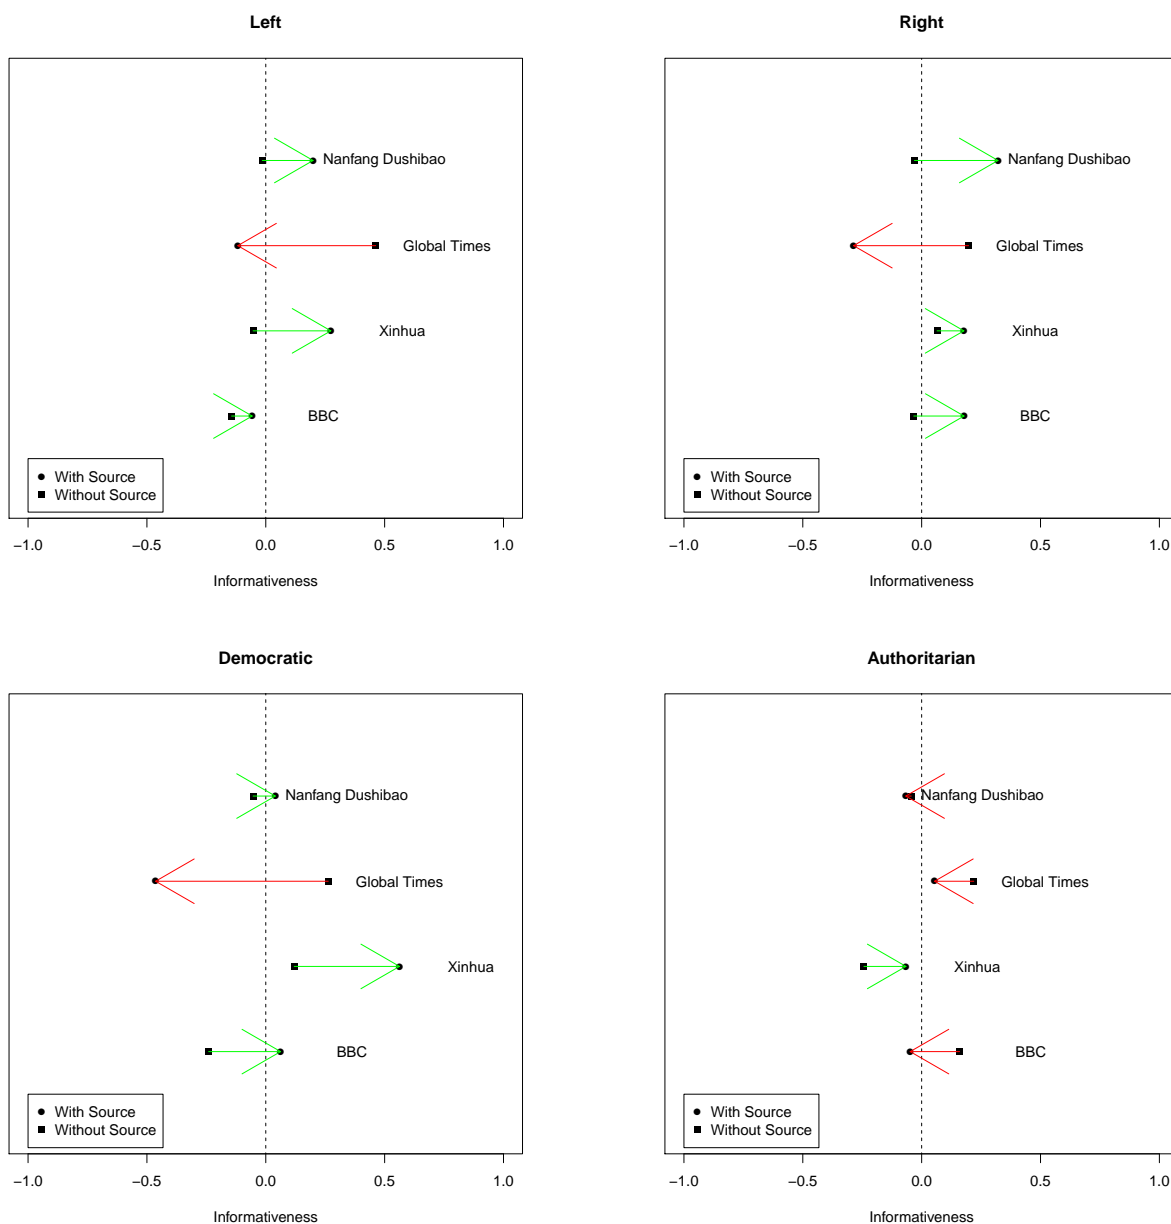 Left
Nanfang Dushibao
Global Times
Xinhua
BBC
With Source
Without Source
−1.0 −0.5 0.0 0.5 1.0
Informativeness
Right
Nanfang Dushibao
Global Times
Xinhua
BBC
With Source
Without Source
−1.0 −0.5 0.0 0.5 1.0
Informativeness
Democratic
Nanfang Dushibao
Global Times
Xinhua
BBC
With Source
Without Source
−1.0 −0.5 0.0 0.5 1.0
Informativeness
Authoritarian
Nanfang Dushibao
Global Times
Xinhua
BBC
With Source
Without Source
−1.0 −0.5 0.0 0.5 1.0
Informativeness